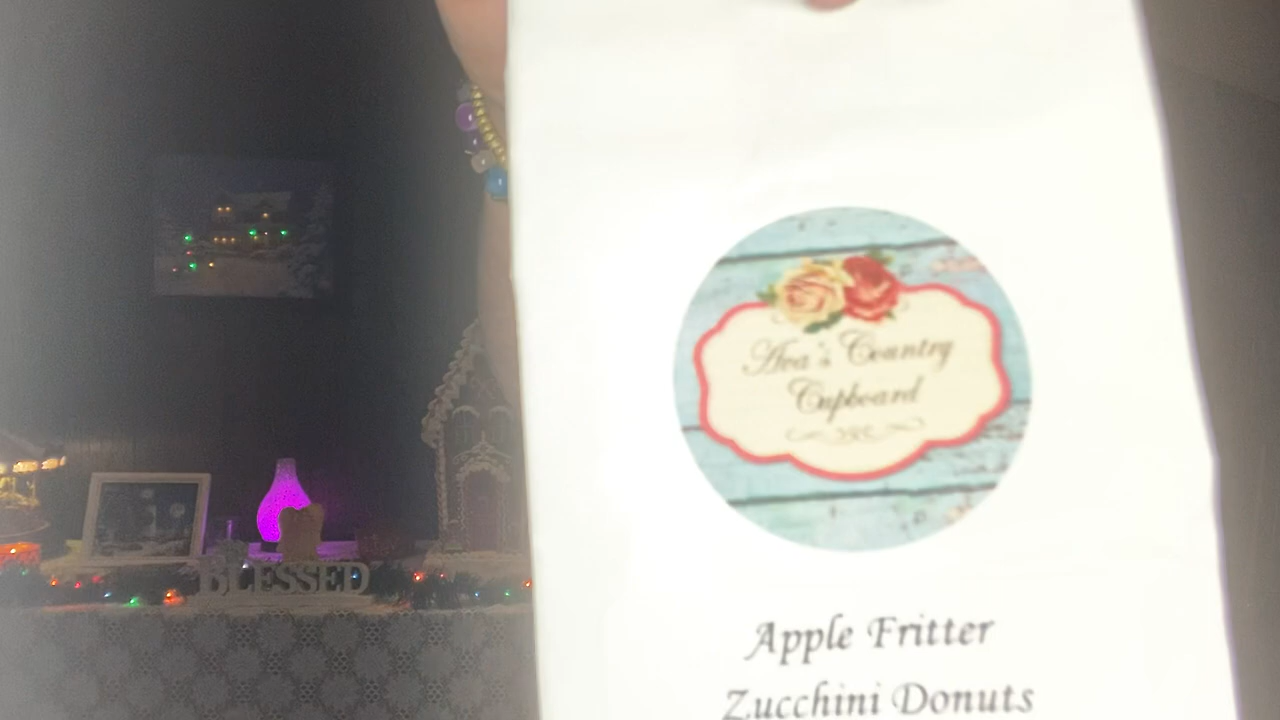 Ava's Country
Cupboard
BLESSED
Apple Fritter
Zucchini Donuts